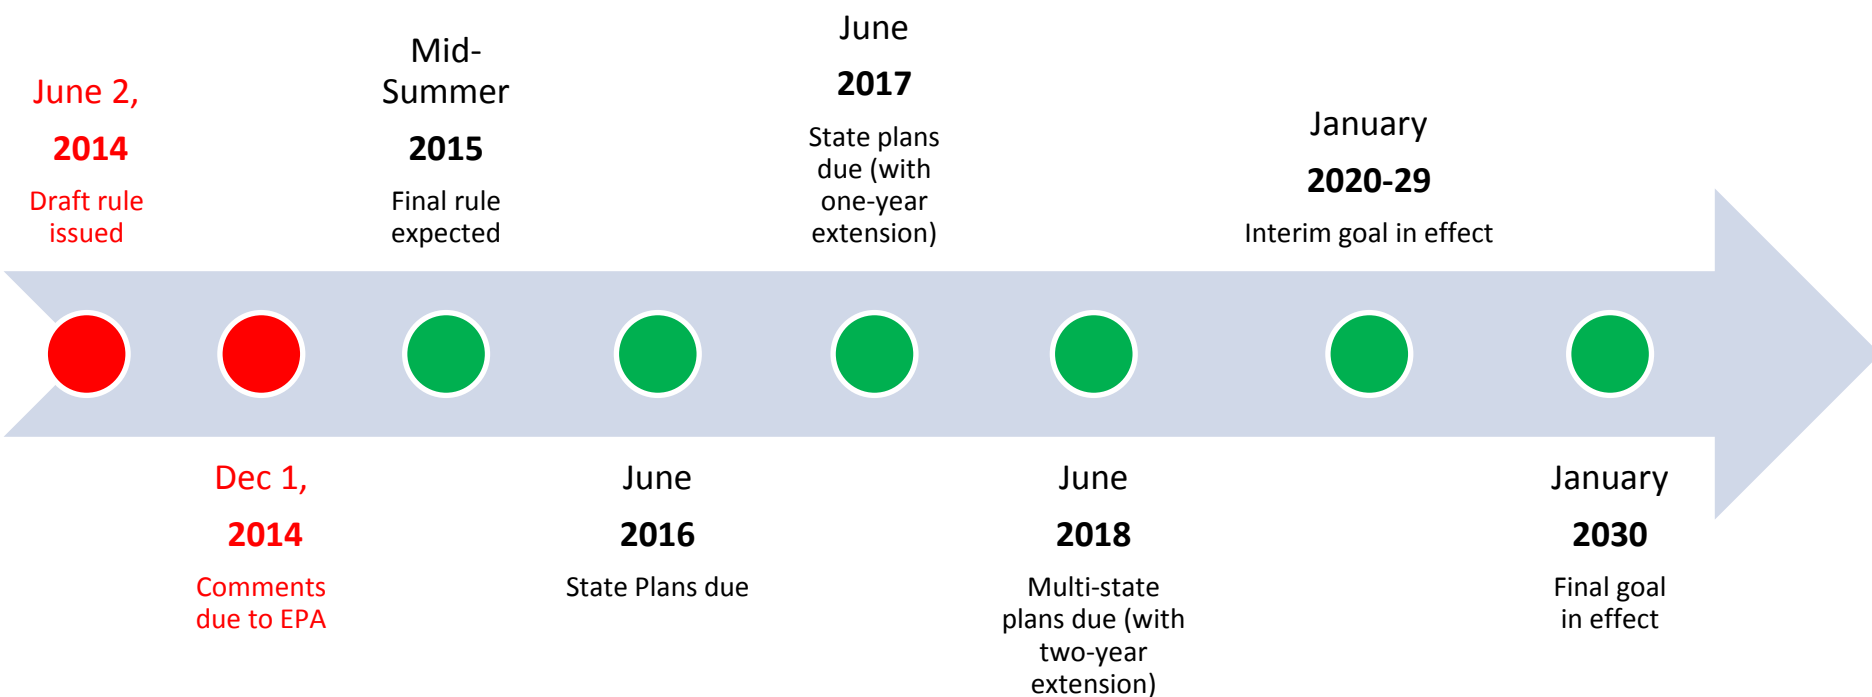 June 2,
2014
Draft rule
issued
Dec 1,
2014
Comments
due to EPA
Mid-
Summer
2015
Final rule
expected
June
2016
State Plans due
June
2017
State plans
due (with
one-year
extension)
June
2018
Multi-state
plans due (with
two-year
extension)
January
2020-29
Interim goal in effect
January
2030
Final goal
in effect